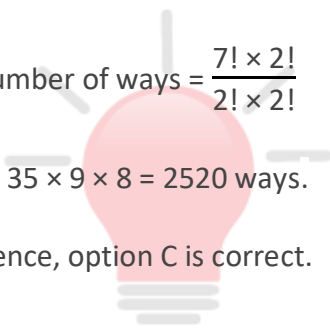 umber of ways = 7! × 2! / 2! × 2!
35 × 9 × 8 = 2520 ways.
ence, option C is correct.